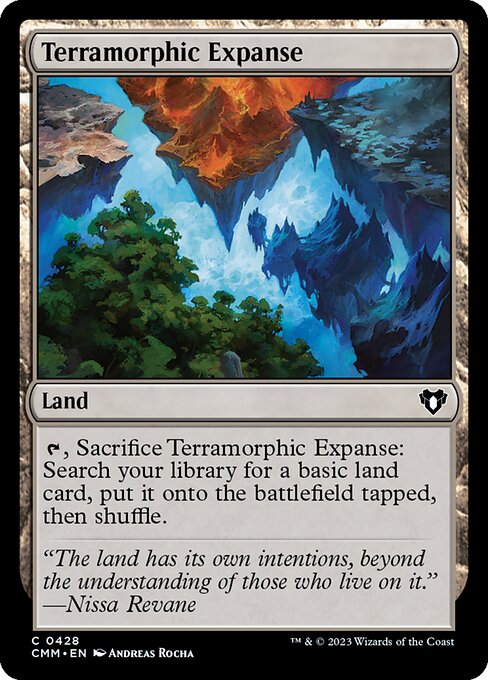 Terramorphic Expanse
Land
, Sacrifice Terramorphic Expanse:
Search your library for a basic land
card, put it onto the battlefield tapped,
then shuffle.
“The land has its own intentions, beyond
the understanding of those who live on it.”
—Nissa Revane
C 0428
CMM • EN Andreas Rocha
™ & © 2023 Wizards of the Coast